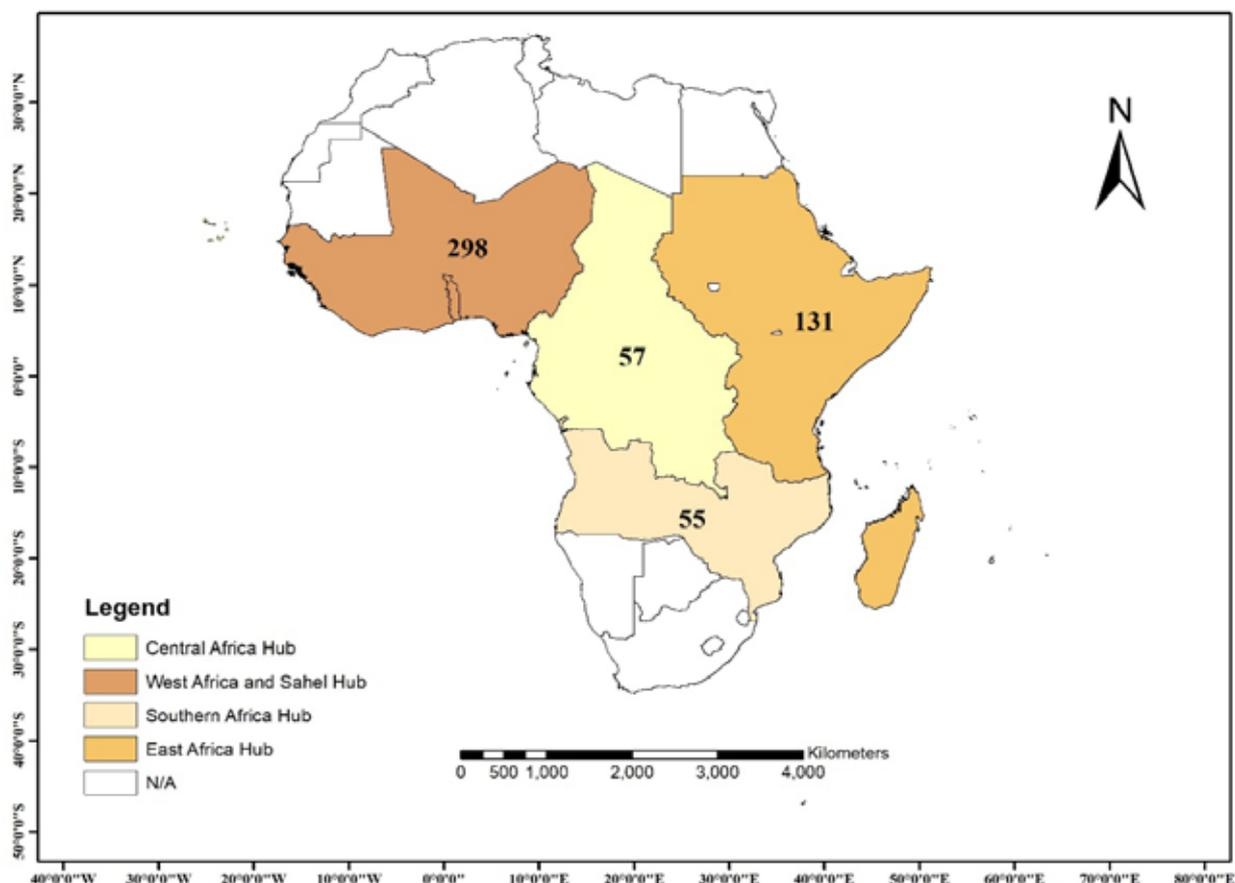 30°0'0"N
20°0'0"N
10°0'0"N
0°0'0"
10°0'0"S
20°0'0"S
30°0'0"S
40°0'0"S
50°0'0"S
N
298
131
57
55
Legend
Central Africa Hub
West Africa and Sahel Hub
Southern Africa Hub
East Africa Hub
N/A
Kilometers
0 500 1,000 2,000 3,000 4,000
40°0'0"W 30°0'0"W 20°0'0"W 10°0'0"W 0°0'0" 10°0'0"E 20°0'0"E 30°0'0"E 40°0'0"E 50°0'0"E 60°0'0"E 70°0'0"E 80°0'0"E